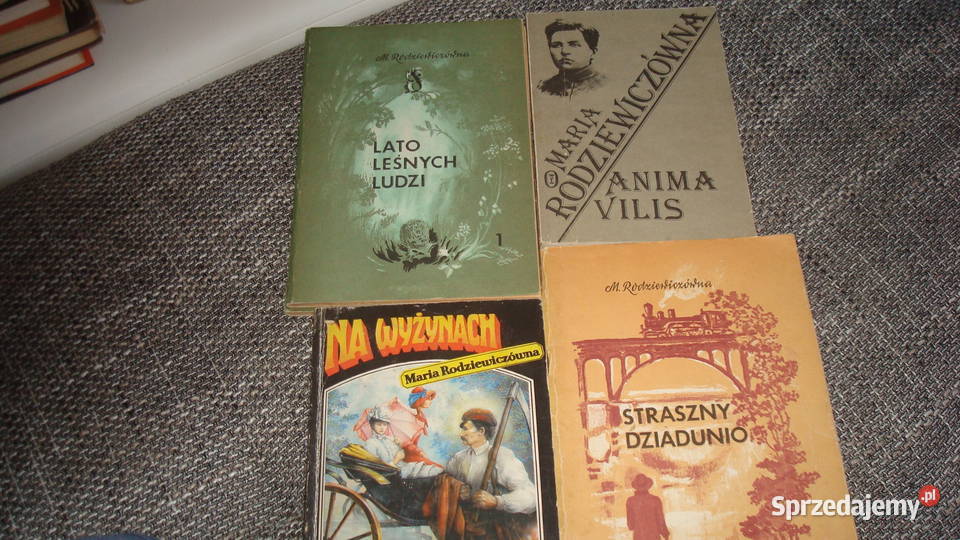 M. Rodziewiczówna
LATO
LEŚNYCH
LUDZI
1
MARIA
RODZIEWICZÓWNA
ANIMA
VILIS
NA WYŻYNACH
Maria Rodziewiczówna
M. Rodziewiczówna
STRASZNY
DZIADUNIO
Sprzedajemy.pl